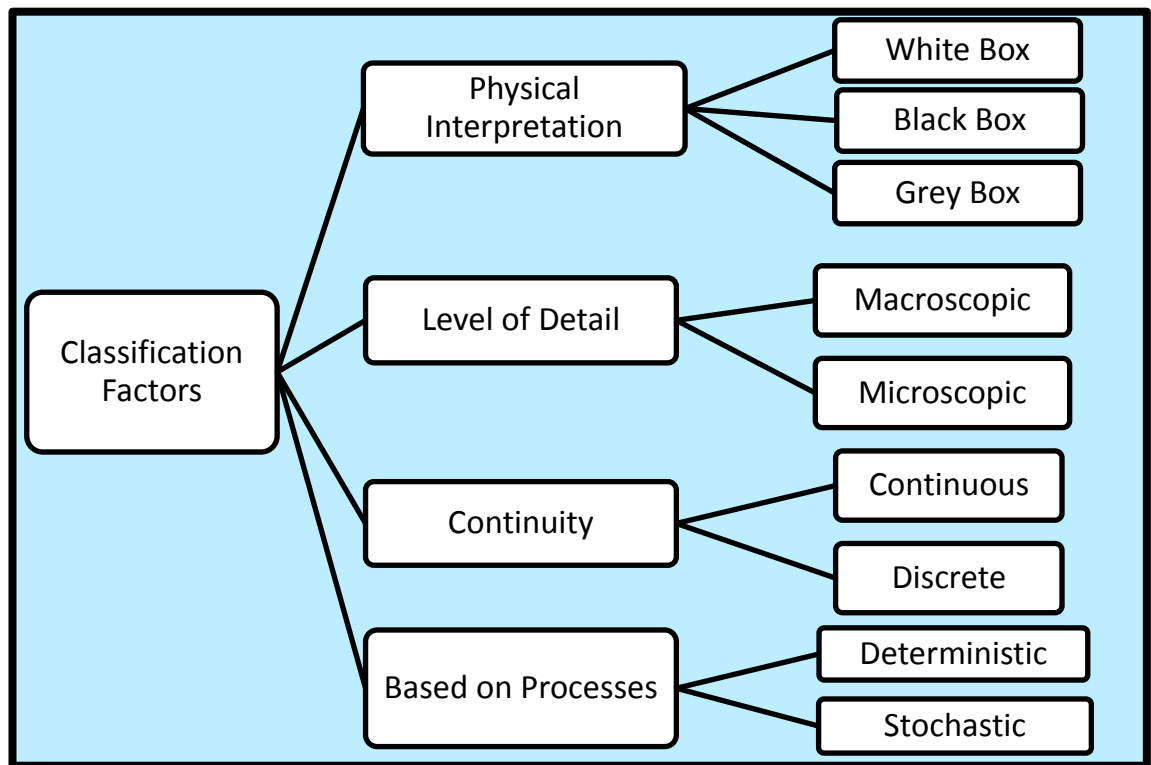 Classification
Factors
Physical
Interpretation
White Box
Black Box
Grey Box
Level of Detail
Macroscopic
Microscopic
Continuity
Continuous
Discrete
Based on Processes
Deterministic
Stochastic